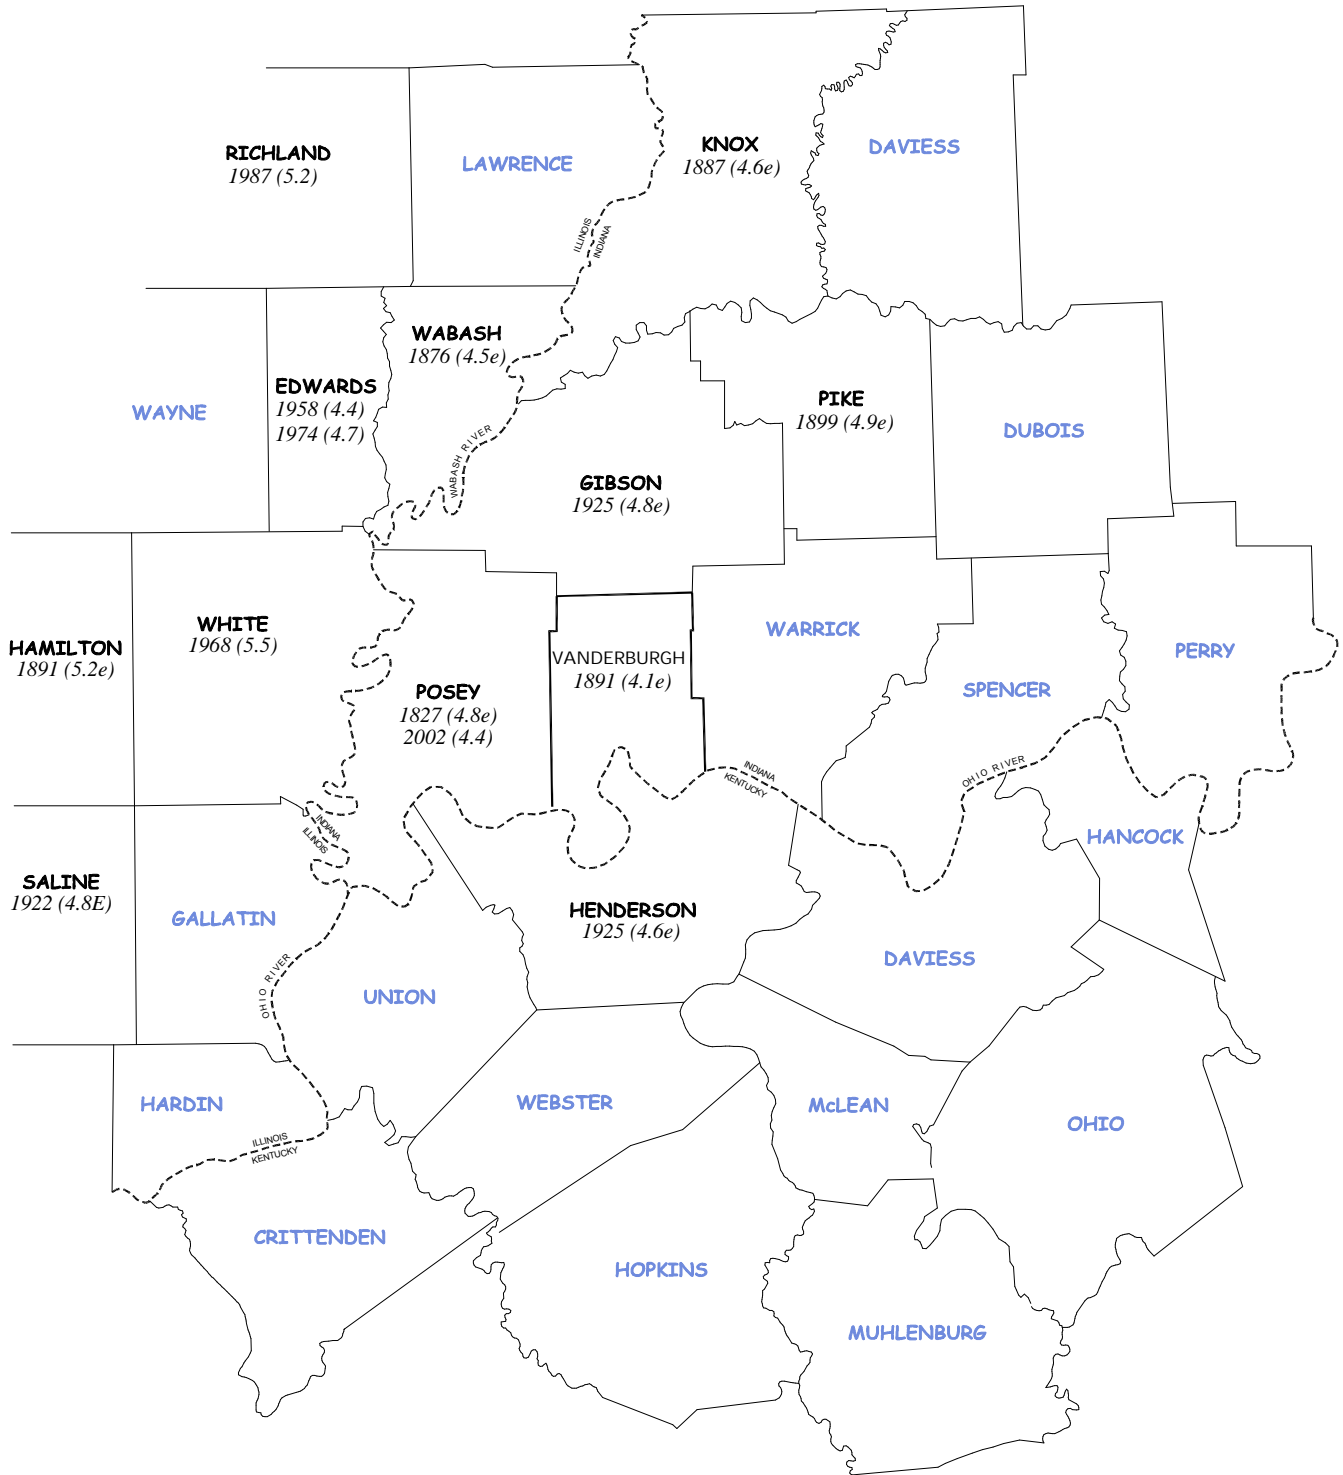 KNOX
1887 (4.6e)
DAVIESS
RICHLAND
1987 (5.2)
LAWRENCE
ILLINOIS
INDIANA
WABASH
1876 (4.5e)
EDWARDS
1958 (4.4)
1974 (4.7)
WAYNE
PIKE
1899 (4.9e)
DUBOIS
WABASH RIVER
GIBSON
1925 (4.8e)
WHITE
1968 (5.5)
HAMILTON
1891 (5.2e)
VANDERBURGH
1891 (4.1e)
WARRICK
PERRY
POSEY
1827 (4.8e)
2002 (4.4)
SPENCER
INDIANA
KENTUCKY
OHIO RIVER
INDIANA
ILLINOIS
HANCOCK
SALINE
1922 (4.8E)
GALLATIN
HENDERSON
1925 (4.6e)
DAVIESS
OHIO RIVER
UNION
HARDIN
WEBSTER
McLEAN
OHIO
ILLINOIS
KENTUCKY
CRITTENDEN
HOPKINS
MUHLENBURG